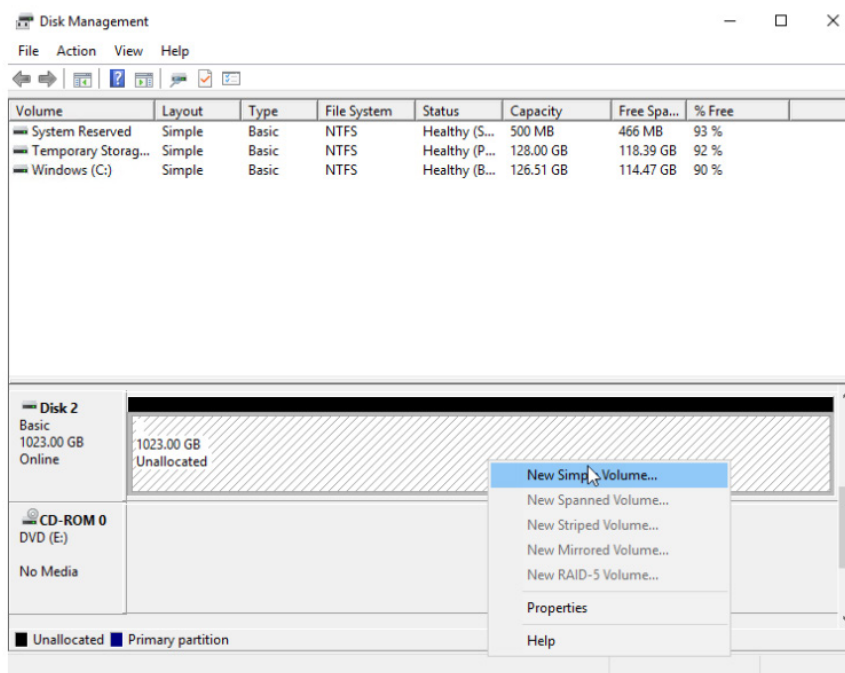 Disk Management
File Action View Help
Volume Layout Type File System Status Capacity Free Spa... % Free
System Reserved Simple Basic NTFS Healthy (S... 500 MB 466 MB 93 %
Temporary Storag... Simple Basic NTFS Healthy (P... 128.00 GB 118.39 GB 92 %
Windows (C:) Simple Basic NTFS Healthy (B... 126.51 GB 114.47 GB 90 %
Disk 2
Basic
1023.00 GB
Online
1023.00 GB
Unallocated
New Simple Volume...
New Spanned Volume...
New Striped Volume...
New Mirrored Volume...
New RAID-5 Volume...
Properties
Help
CD-ROM 0
DVD (E:)
No Media
Unallocated Primary partition